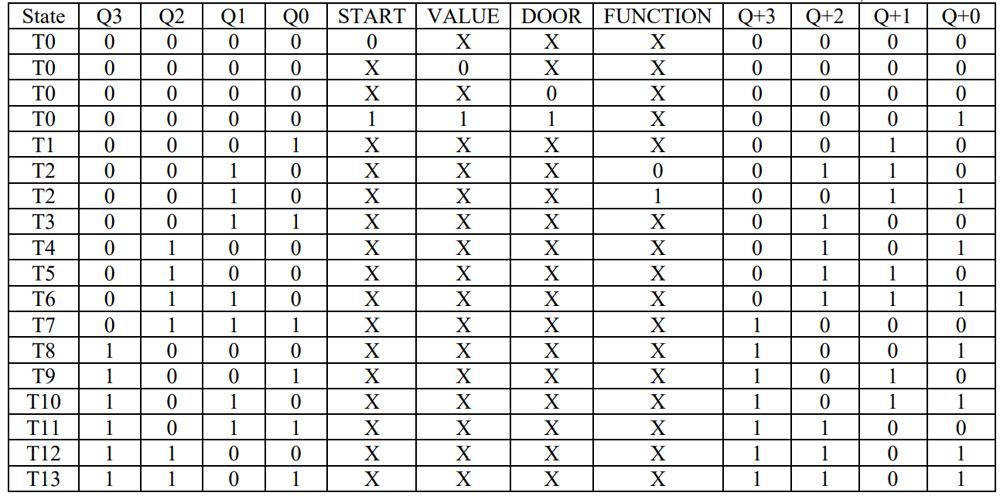 State Q3 Q2 Q1 Q0 START VALUE DOOR FUNCTION Q+3 Q+2 Q+1 Q+0
T0 0 0 0 0 0 X X X 0 0 0 0
T0 0 0 0 0 X 0 X X 0 0 0 0
T0 0 0 0 0 X X 0 X 0 0 0 0
T0 0 0 0 0 1 1 1 X 0 0 0 1
T1 0 0 0 1 X X X X 0 0 1 0
T2 0 0 1 0 X X X 0 0 1 1 0
T2 0 0 1 0 X X X 1 0 0 1 1
T3 0 0 1 1 X X X X 0 1 0 0
T4 0 1 0 0 X X X X 0 1 0 1
T5 0 1 0 0 X X X X 0 1 1 0
T6 0 1 1 0 X X X X 0 1 1 1
T7 0 1 1 1 X X X X 1 0 0 0
T8 1 0 0 0 X X X X 1 0 0 1
T9 1 0 0 1 X X X X 1 0 1 0
T10 1 0 1 0 X X X X 1 0 1 1
T11 1 0 1 1 X X X X 1 1 0 0
T12 1 1 0 0 X X X X 1 1 0 1
T13 1 1 0 1 X X X X 1 1 0 1